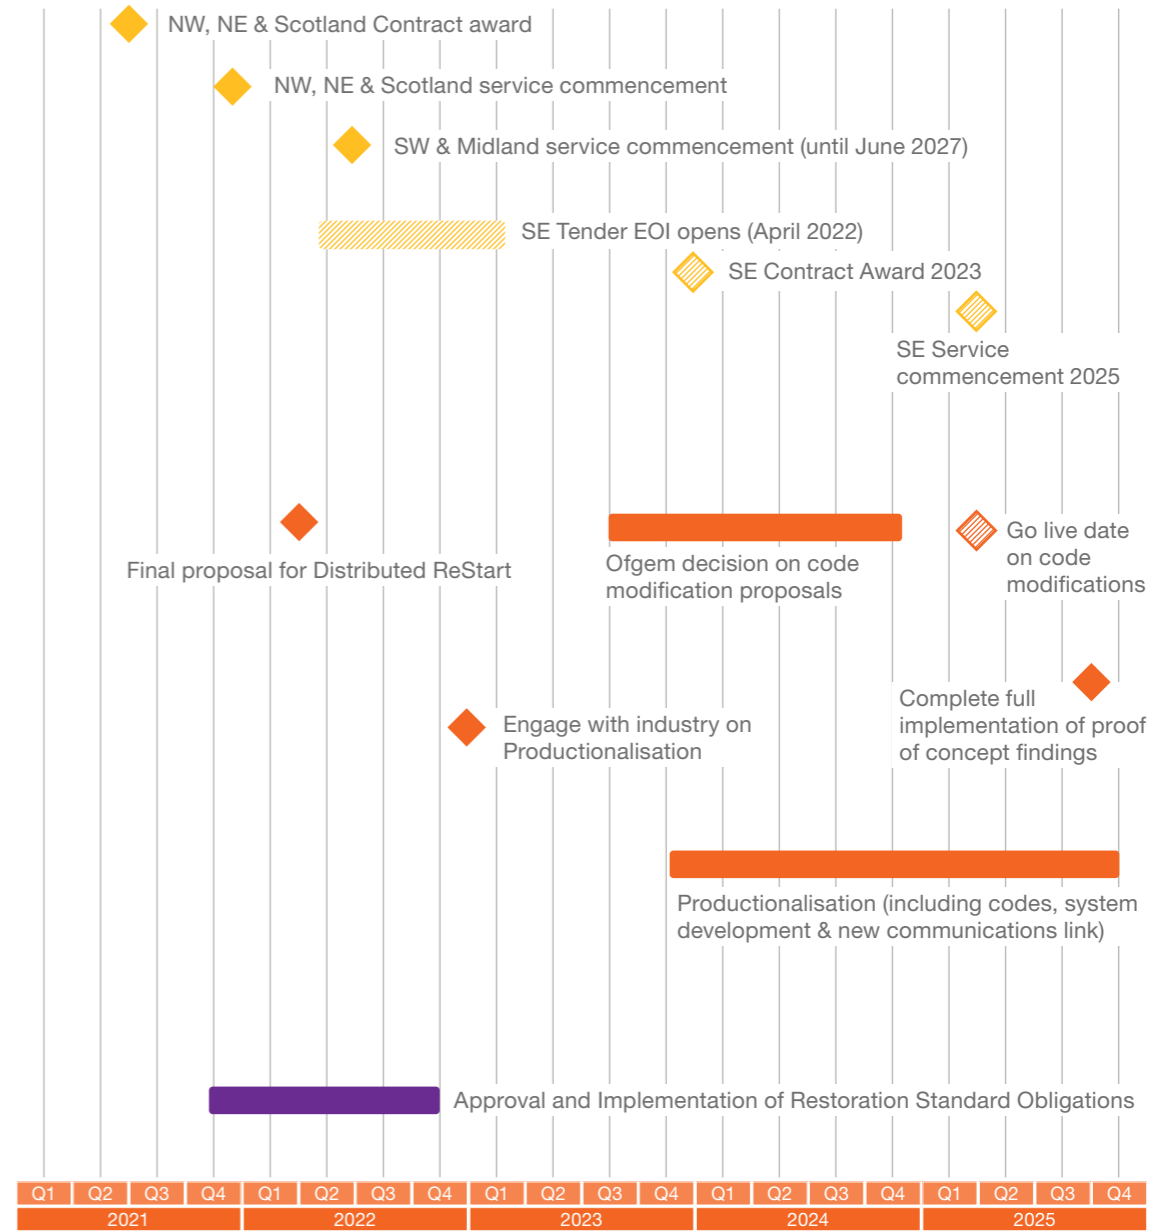 NW, NE & Scotland Contract award
NW, NE & Scotland service commencement
SW & Midland service commencement (until June 2027)
SE Tender EOI opens (April 2022)
SE Contract Award 2023
SE Service
commencement 2025
Final proposal for Distributed ReStart
Ofgem decision on code
modification proposals
Go live date
on code
modifications
Engage with industry on
Productionalisation
Complete full
implementation of proof
of concept findings
Productionalisation (including codes, system
development & new communications link)
Approval and Implementation of Restoration Standard Obligations
Q1 Q2 Q3 Q4 Q1 Q2 Q3 Q4 Q1 Q2 Q3 Q4 Q1 Q2 Q3 Q4 Q1 Q2 Q3 Q4
2021 2022 2023 2024 2025